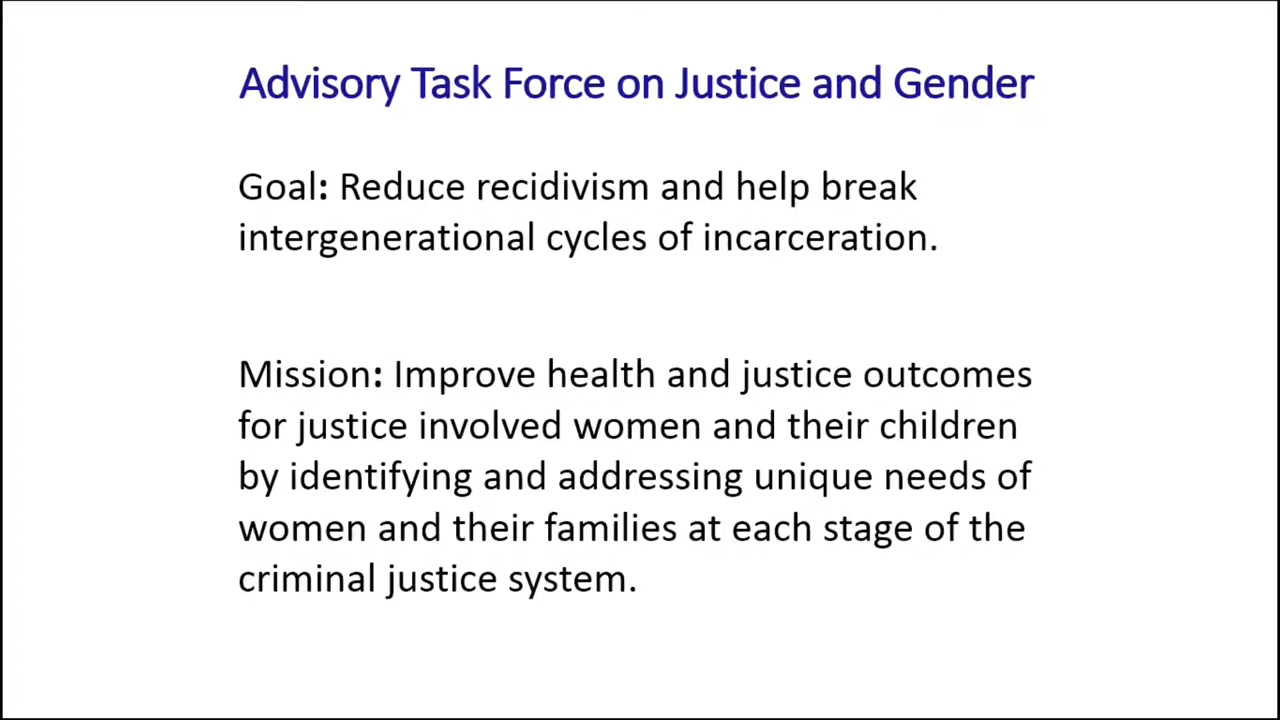 Advisory Task Force on Justice and Gender
Goal: Reduce recidivism and help break
intergenerational cycles of incarceration.
Mission: Improve health and justice outcomes
for justice involved women and their children
by identifying and addressing unique needs of
women and their families at each stage of the
criminal justice system.